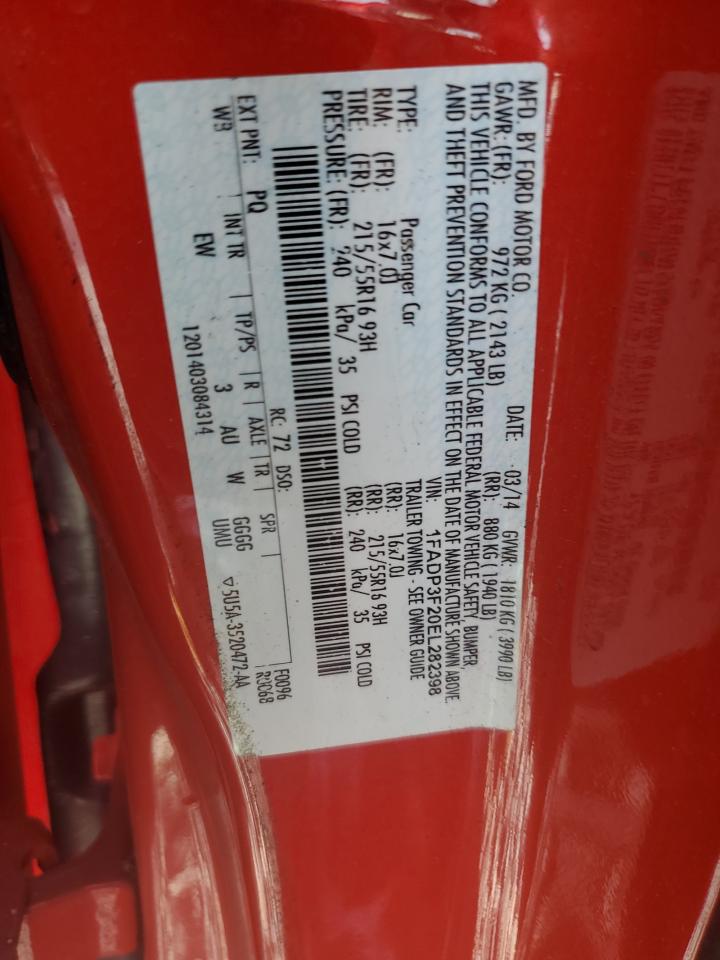 MFD. BY FORD MOTOR CO.
DATE: 03/14 GVWR: 1810 KG ( 3990 LB)
GAWR: (FR): 972 KG ( 2143 LB) (RR): 880 KG ( 1940 LB)
THIS VEHICLE CONFORMS TO ALL APPLICABLE FEDERAL MOTOR VEHICLE SAFETY, BUMPER,
AND THEFT PREVENTION STANDARDS IN EFFECT ON THE DATE OF MANUFACTURE SHOWN ABOVE.
VIN: 1FADP3F20EL282398
TYPE: Passenger Car TRAILER TOWING - SEE OWNER GUIDE
RIM: (FR): 16x7.0J (RR): 16x7.0J
TIRE: (FR): 215/55R16 93H (RR): 215/55R16 93H
PRESSURE: (FR): 240 kPa/ 35 PSI COLD (RR): 240 kPa/ 35 PSI COLD
F0096
EXT PNT: PQ RC: 72 DSO: R3C68
WB INT TR TP/PS R AXLE TR SPR
EW 3 AU W GGGG
UMU
1201403084314 ▽5U5A-3520472-AA